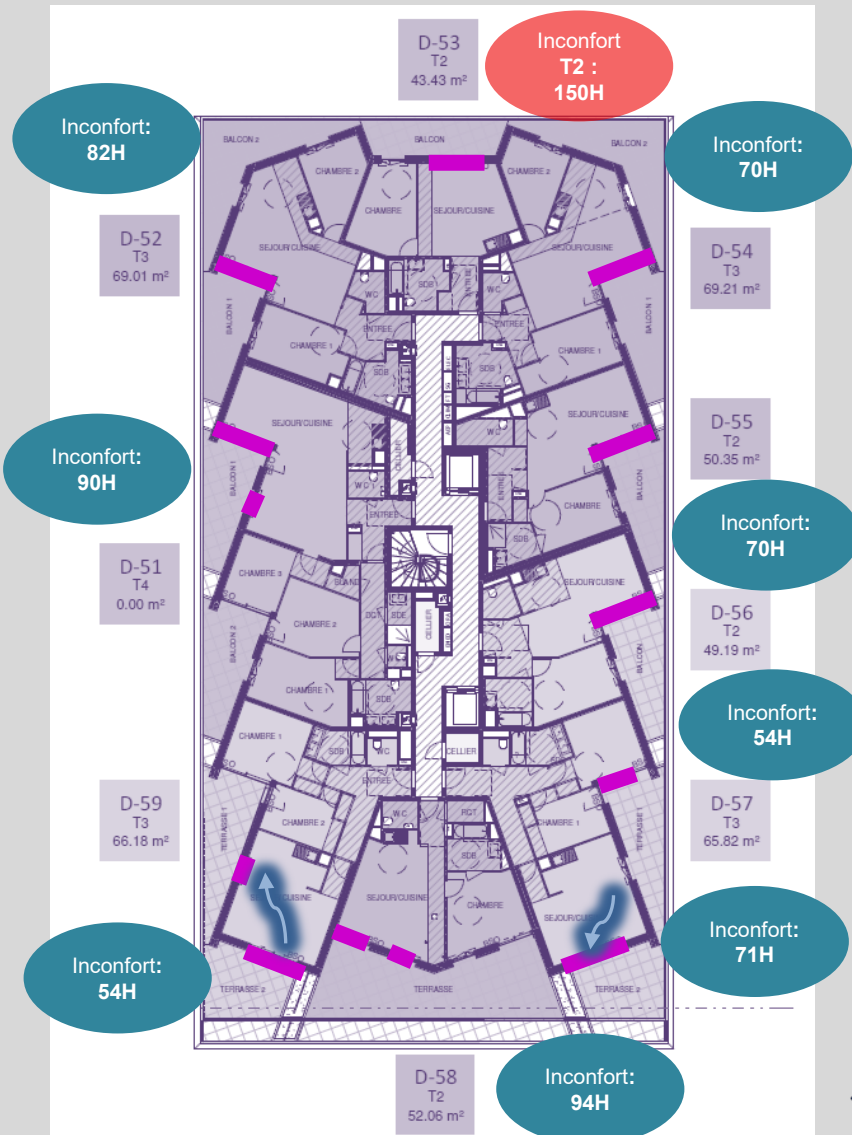 D-53
T2
43.43 m²
Inconfort
T2 :
150H
Inconfort:
82H
Inconfort:
70H
BALCON 2
BALCON
BALCON 2
CHAMBRE 2
CHAMBRE
SEJOUR/CUISINE
CHAMBRE 2
D-52
T3
69.01 m²
SEJOUR/CUISINE
SEJOUR/CUISINE
D-54
T3
69.21 m²
WC
SDB
ENTREE
WC
BALCON 1
BALCON 1
ENTREE
ENTREE
CHAMBRE 1
CHAMBRE 1
SDB
SDB
D-55
T2
50.35 m²
SEJOUR/CUISINE
SEJOUR/CUISINE
Inconfort:
90H
BALCON 1
CELLIER
BALCON
WC
ENTREE
ENTREE
CHAMBRE
SDB
Inconfort:
70H
D-51
T4
0.00 m²
CHAMBRE 3
SEJOUR/CUISINE
DGT
SDE
CELLIER
CHAMBRE 2
BALCON 2
BALCON
D-56
T2
49.19 m²
CHAMBRE 1
SDB
Inconfort:
54H
CHAMBRE 1
SDB
WC
CELLIER
ENTREE
D-59
T3
66.18 m²
D-57
T3
65.82 m²
TERRASSE 1
CHAMBRE 2
WC
RGT
CHAMBRE 1
TERRASSE 1
SDB
SEJOUR/CUISINE
CHAMBRE
Inconfort:
71H
Inconfort:
54H
TERRASSE 2
TERRASSE
TERRASSE 2
D-58
T2
52.06 m²
Inconfort:
94H